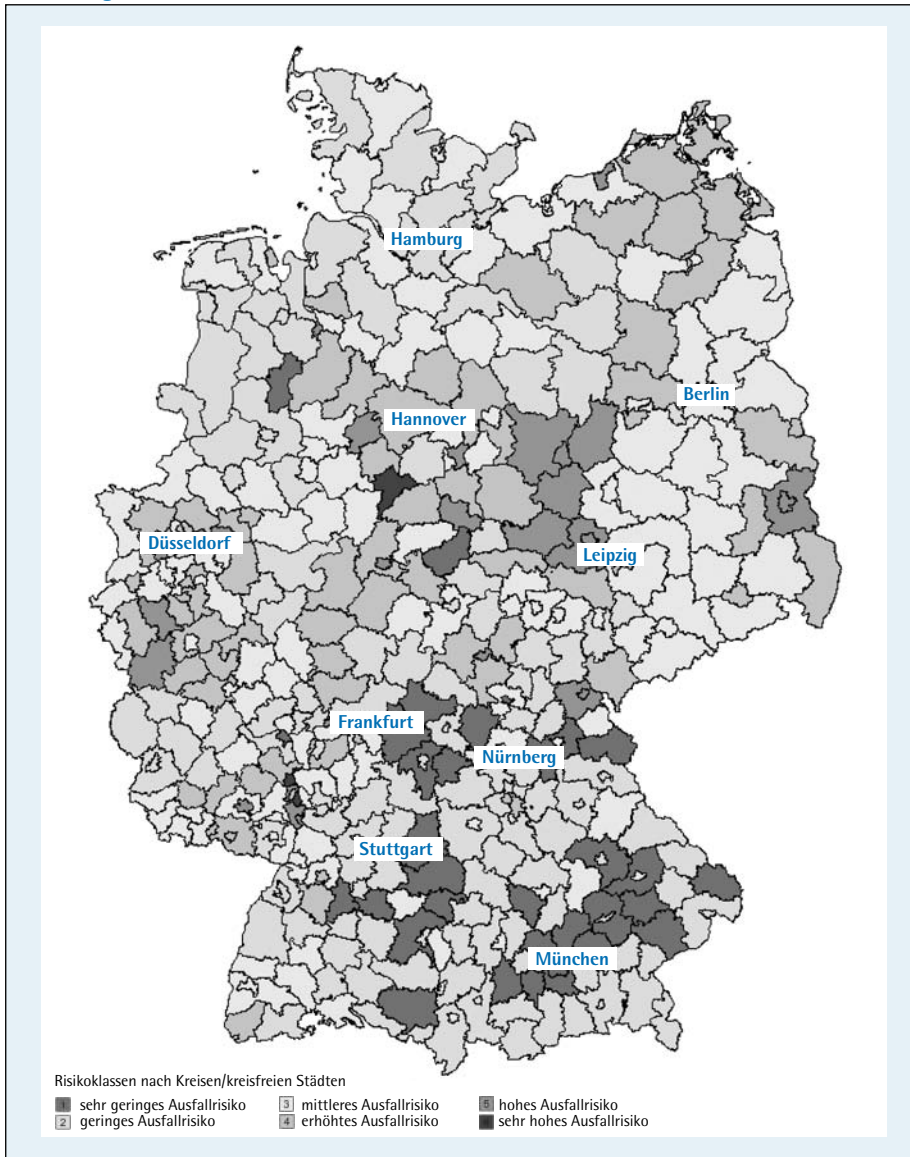 Hamburg
Berlin
Hannover
Düsseldorf
Leipzig
Frankfurt
Nürnberg
Stuttgart
München
Risikoklassen nach Kreisen/kreisfreien Städten
1 sehr geringes Ausfallrisiko
3 mittleres Ausfallrisiko
5 hohes Ausfallrisiko
2 geringes Ausfallrisiko
4 erhöhtes Ausfallrisiko
sehr hohes Ausfallrisiko